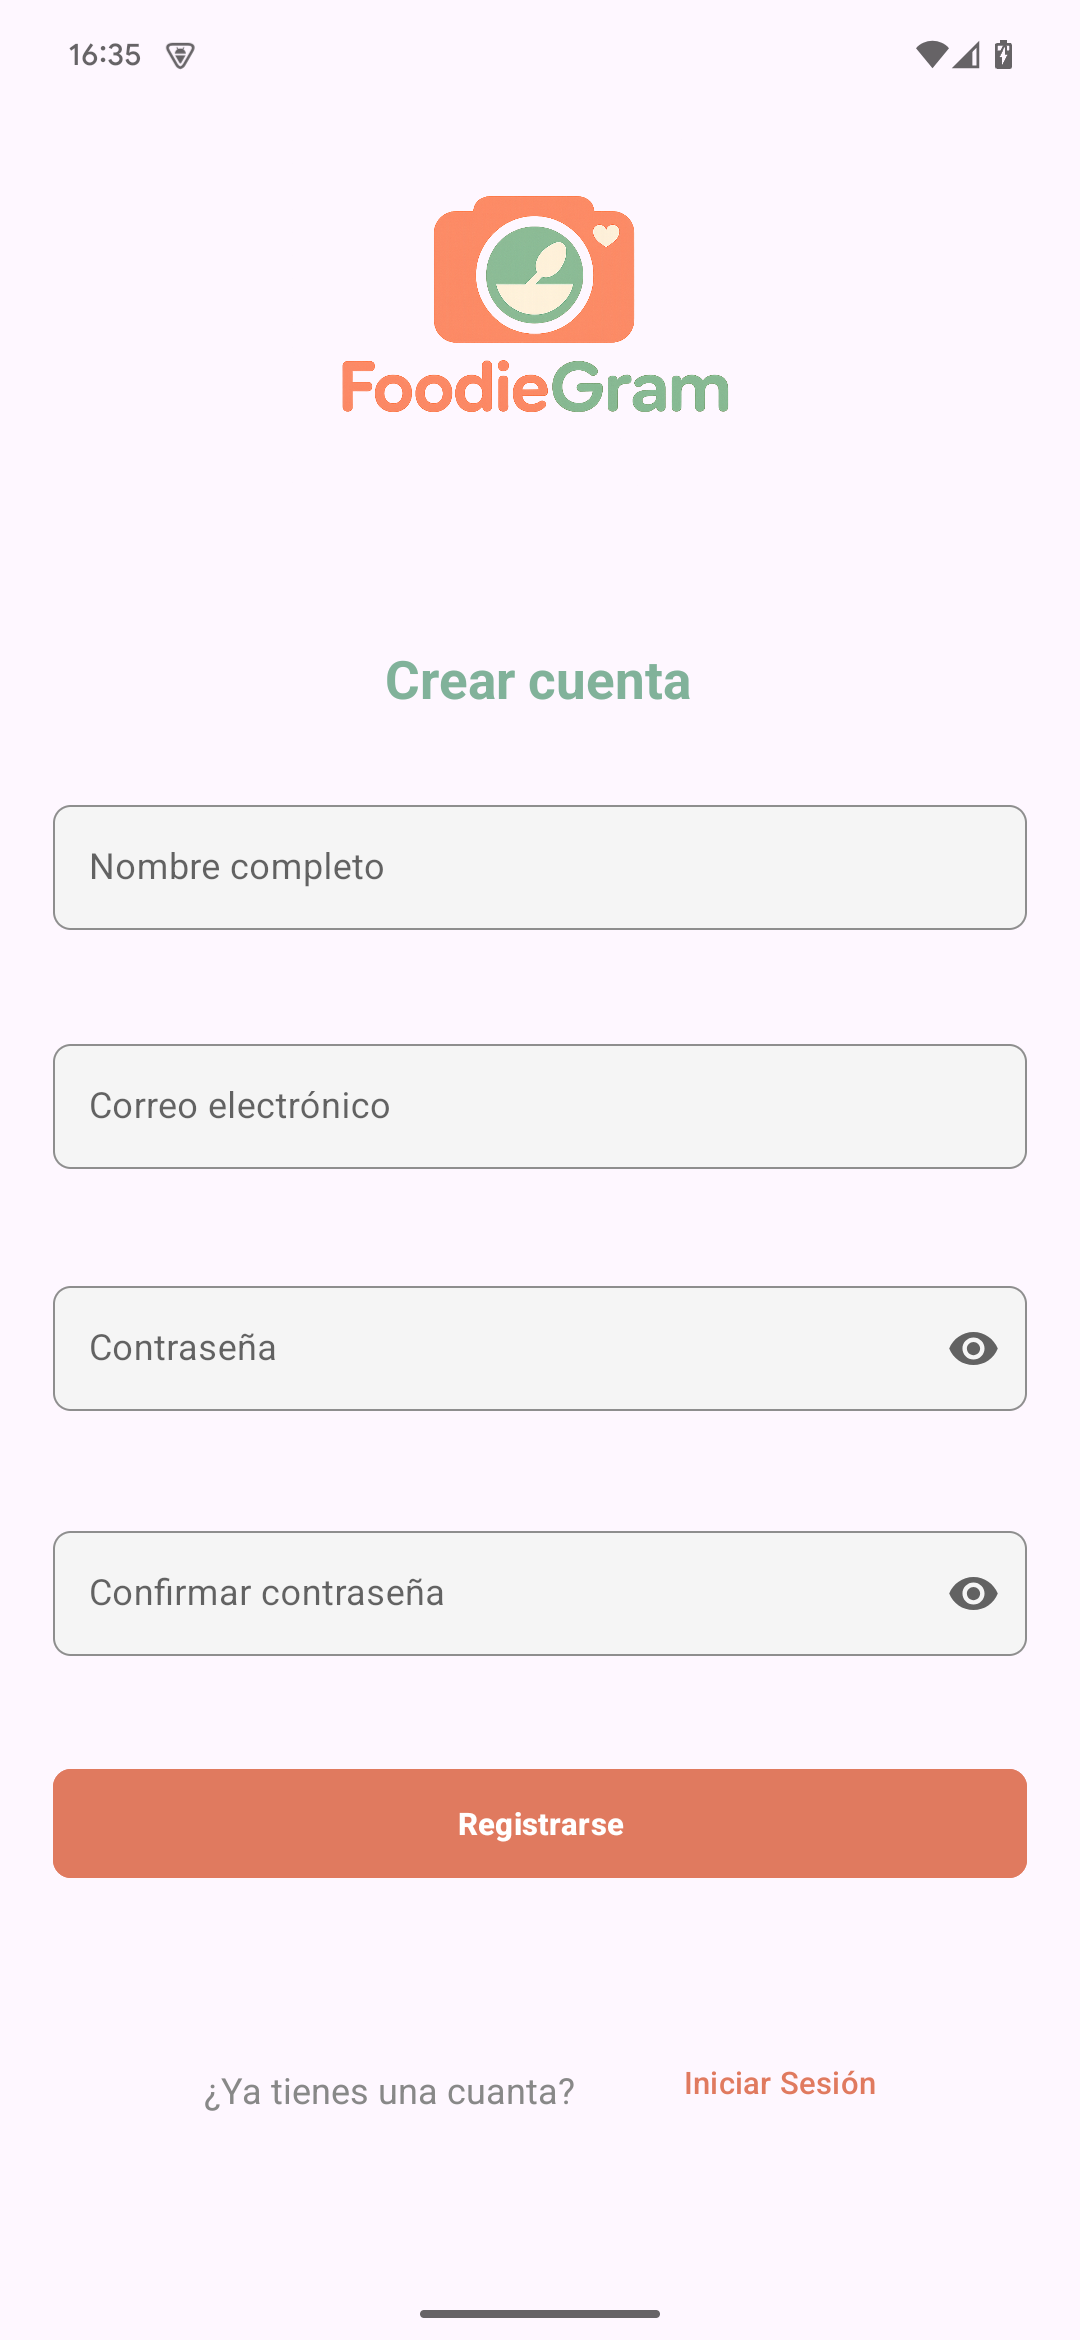 16:35
FoodieGram
Crear cuenta
Nombre completo
Correo electrónico
Contraseña
Confirmar contraseña
Registrarse
¿Ya tienes una cuanta? Iniciar Sesión